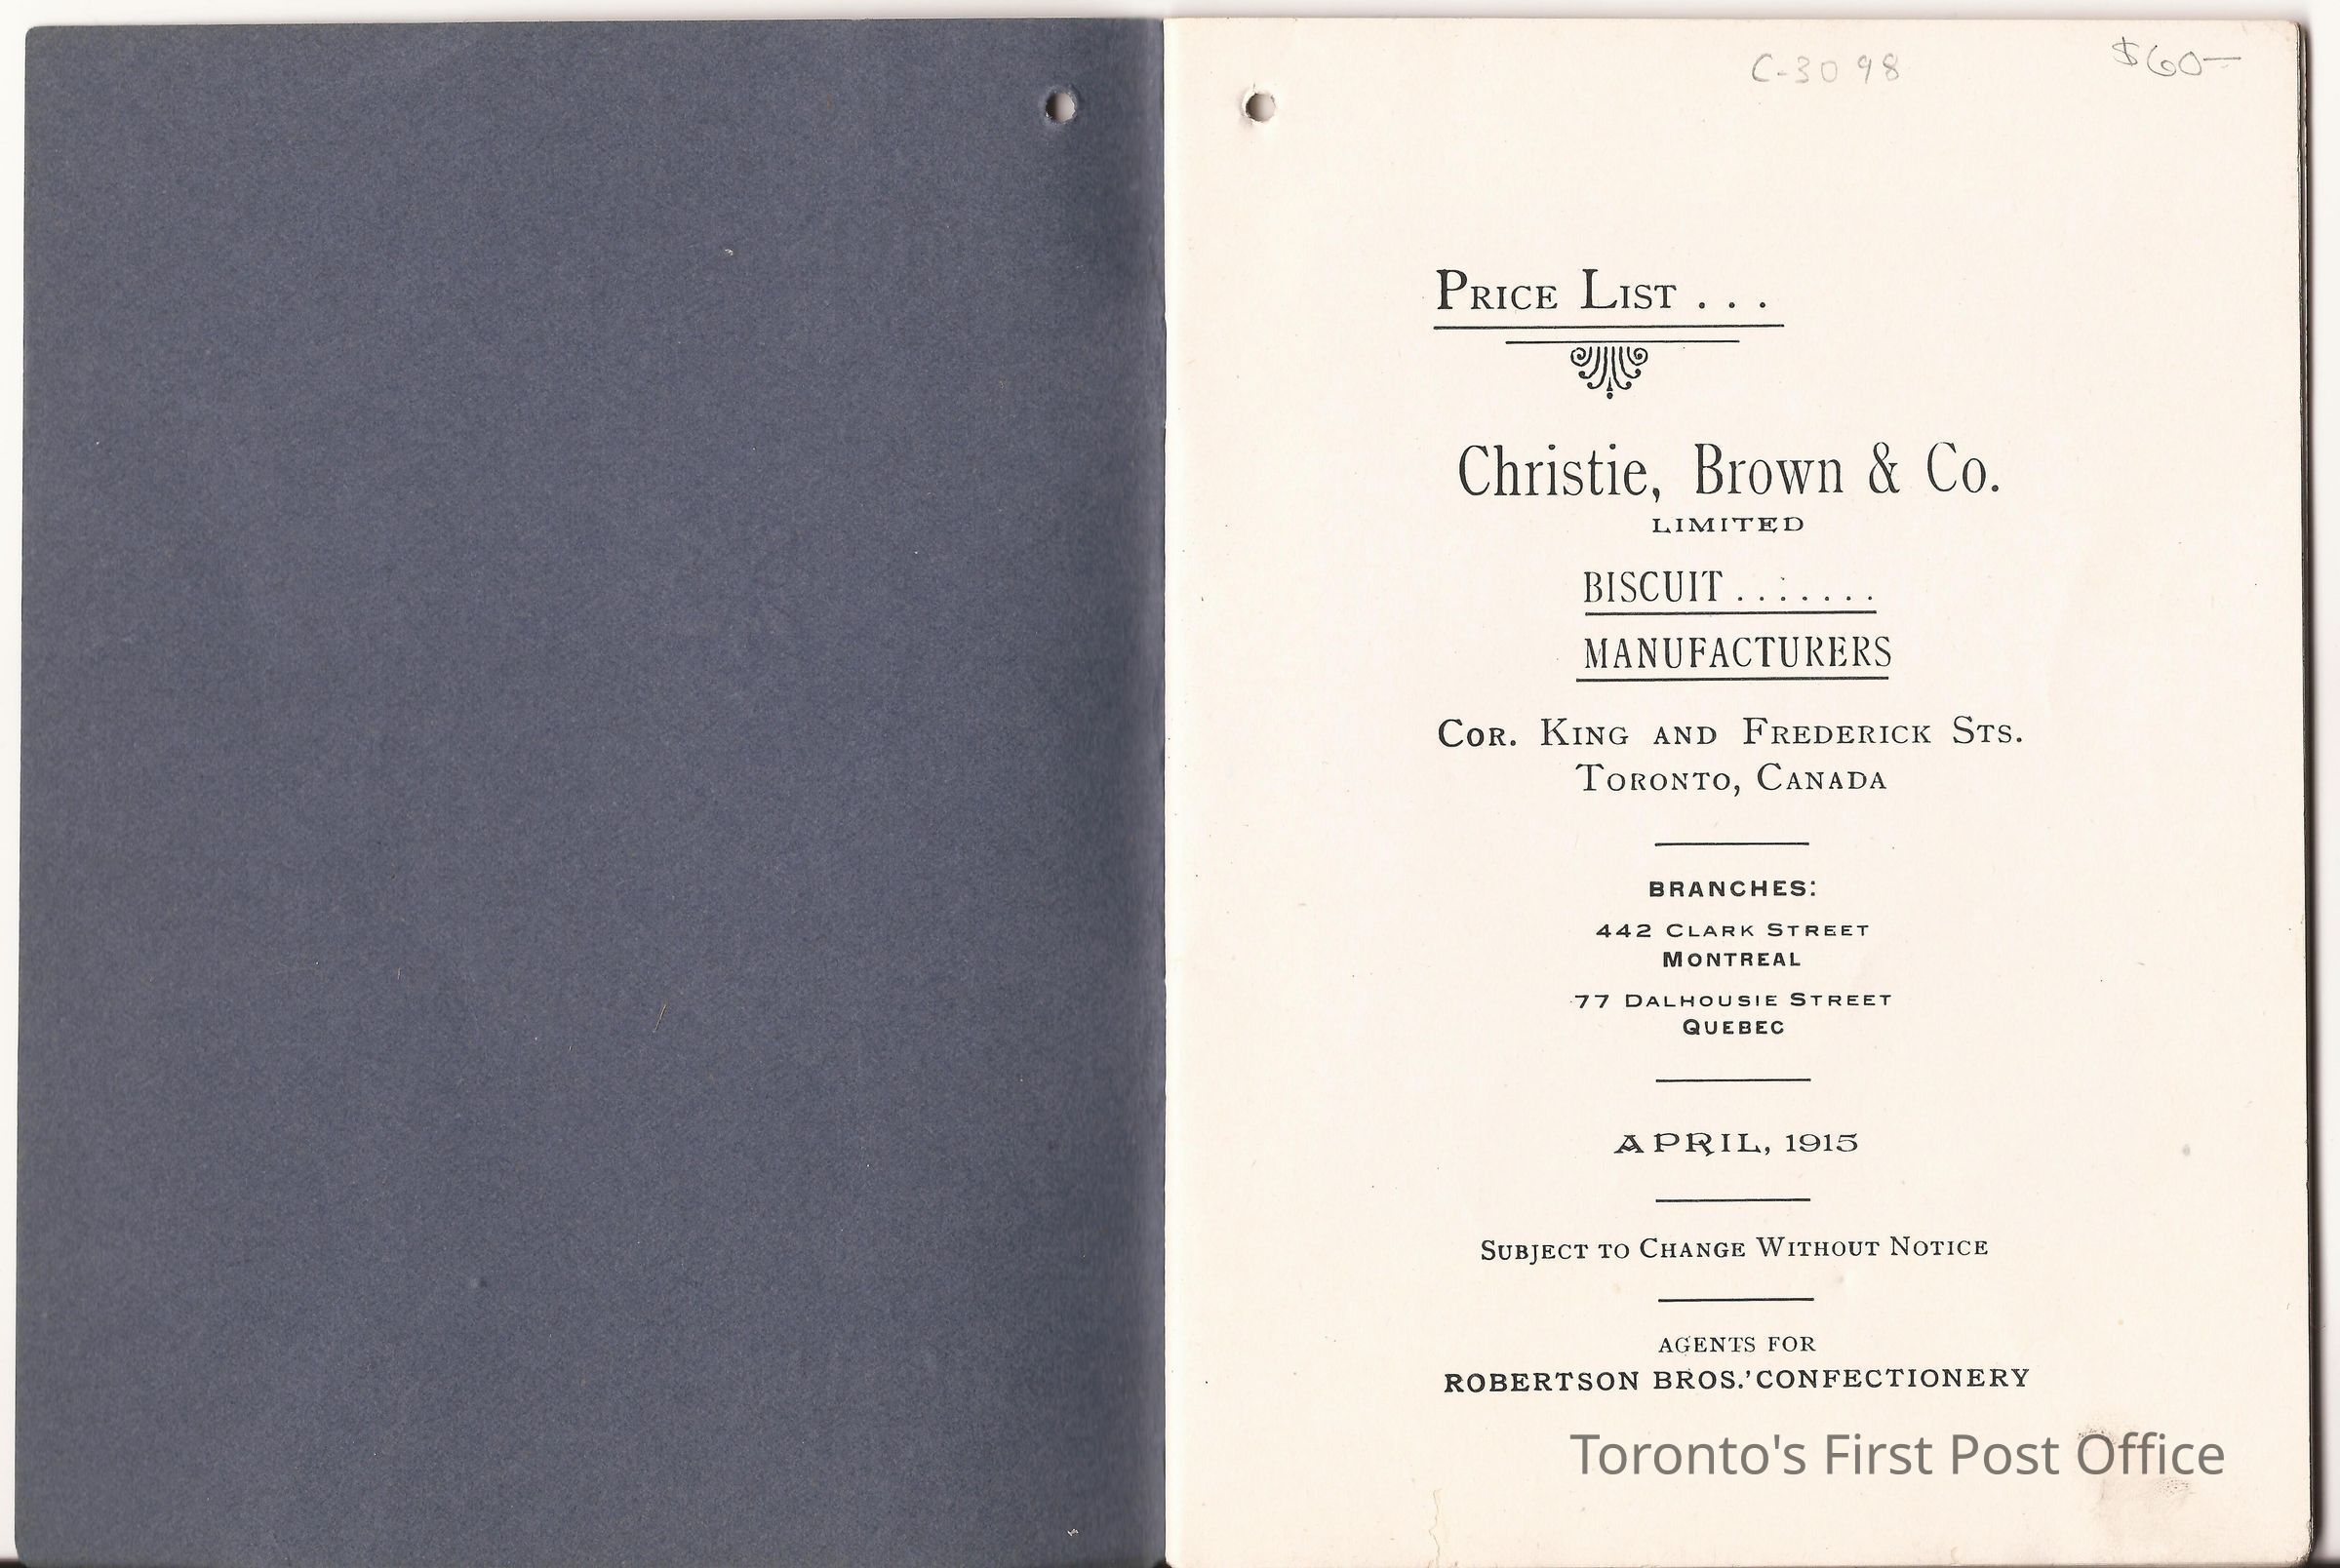 C-3098 $60-
PRICE LIST . . .
Christie, Brown & Co.
LIMITED
BISCUIT . . . . . . .
MANUFACTURERS
COR. KING AND FREDERICK STS.
TORONTO, CANADA
BRANCHES:
442 CLARK STREET
MONTREAL
77 DALHOUSIE STREET
QUEBEC
APRIL, 1915
SUBJECT TO CHANGE WITHOUT NOTICE
AGENTS FOR
ROBERTSON BROS.' CONFECTIONERY
Toronto's First Post Office